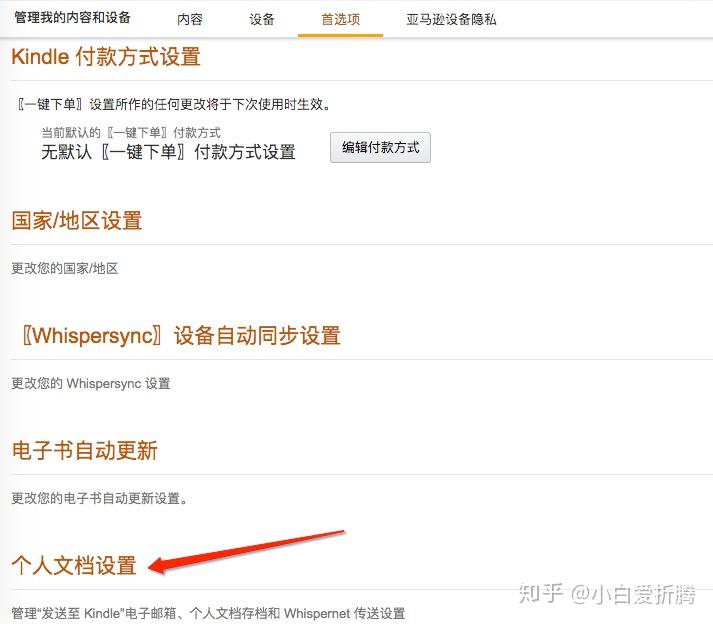 管理我的内容和设备 内容 设备 首选项 亚马逊设备隐私
Kindle 付款方式设置
〖一键下单〗设置所作的任何更改将于下次使用时生效。
当前默认的〖一键下单〗付款方式
无默认〖一键下单〗付款方式设置 编辑付款方式
国家/地区设置
更改您的国家/地区
〖Whispersync〗设备自动同步设置
更改您的 Whispersync 设置
电子书自动更新
更改您的电子书自动更新设置。
个人文档设置
知乎 @小白爱折腾
管理“发送至 Kindle”电子邮箱、个人文档存档和 Whispernet 传送设置